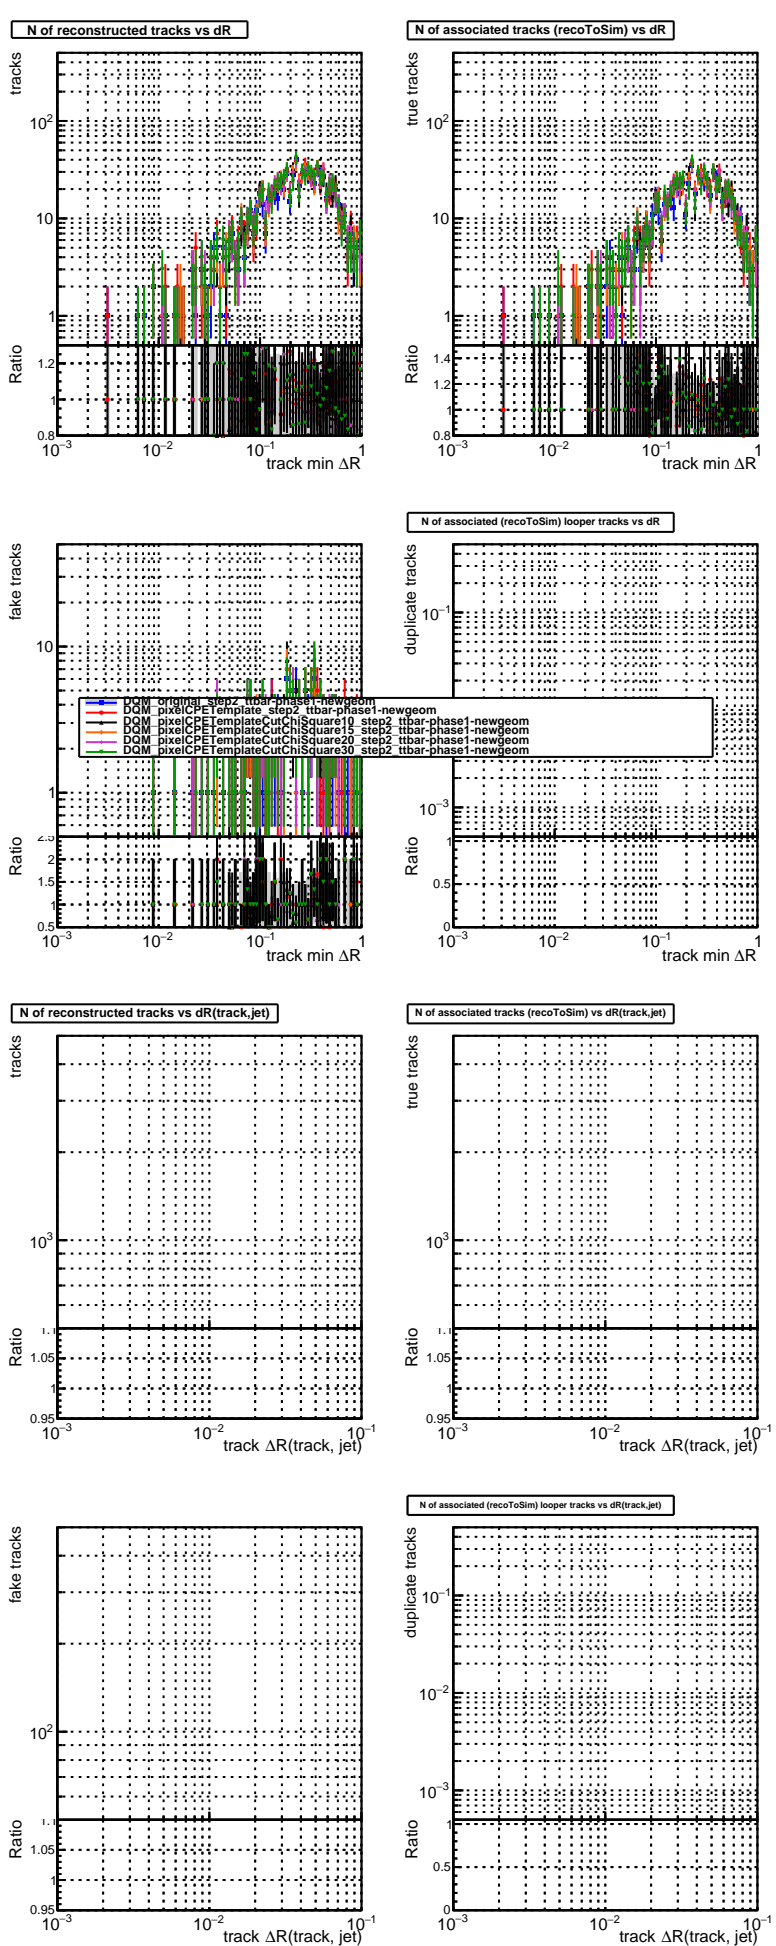 N of reconstructed tracks vs dR
tracks
10²
10
1
Ratio
1.2
1
0.8
10⁻³ 10⁻² 10⁻¹ 1
track min ΔR
N of associated tracks (recoToSim) vs dR
true tracks
10²
10
1
Ratio
1.4
1.2
1
0.8
10⁻³ 10⁻² 10⁻¹ 1
track min ΔR
fake tracks
10
1
Ratio
2.5
2
1.5
1
0.5
10⁻³ 10⁻² 10⁻¹ 1
track min ΔR
N of associated (recoToSim) looper tracks vs dR
duplicate tracks
10⁻¹
10⁻³
Ratio
1
0.5
0
10⁻³ 10⁻² 10⁻¹ 1
track min ΔR
DQM_original_step2_ttbar-phase1-newgeom
DQM_pixelCPETemplate_step2_ttbar-phase1-newgeom
DQM_pixelCPETemplateCutChiSquare10_step2_ttbar-phase1-newgeom
DQM_pixelCPETemplateCutChiSquare15_step2_ttbar-phase1-newgeom
DQM_pixelCPETemplateCutChiSquare20_step2_ttbar-phase1-newgeom
DQM_pixelCPETemplateCutChiSquare30_step2_ttbar-phase1-newgeom
N of reconstructed tracks vs dR(track,jet)
tracks
10³
Ratio
1.1
1.05
1
0.95
10⁻³ 10⁻² 10⁻¹
track ΔR(track, jet)
N of associated tracks (recoToSim) vs dR(track,jet)
true tracks
10³
Ratio
1.1
1.05
1
0.95
10⁻³ 10⁻² 10⁻¹
track ΔR(track, jet)
fake tracks
10²
Ratio
1.1
1.05
1
0.95
10⁻³ 10⁻² 10⁻¹
track ΔR(track, jet)
N of associated (recoToSim) looper tracks vs dR(track,jet)
duplicate tracks
10⁻¹
10⁻²
10⁻³
Ratio
1
0.5
0
10⁻³ 10⁻² 10⁻¹
track ΔR(track, jet)